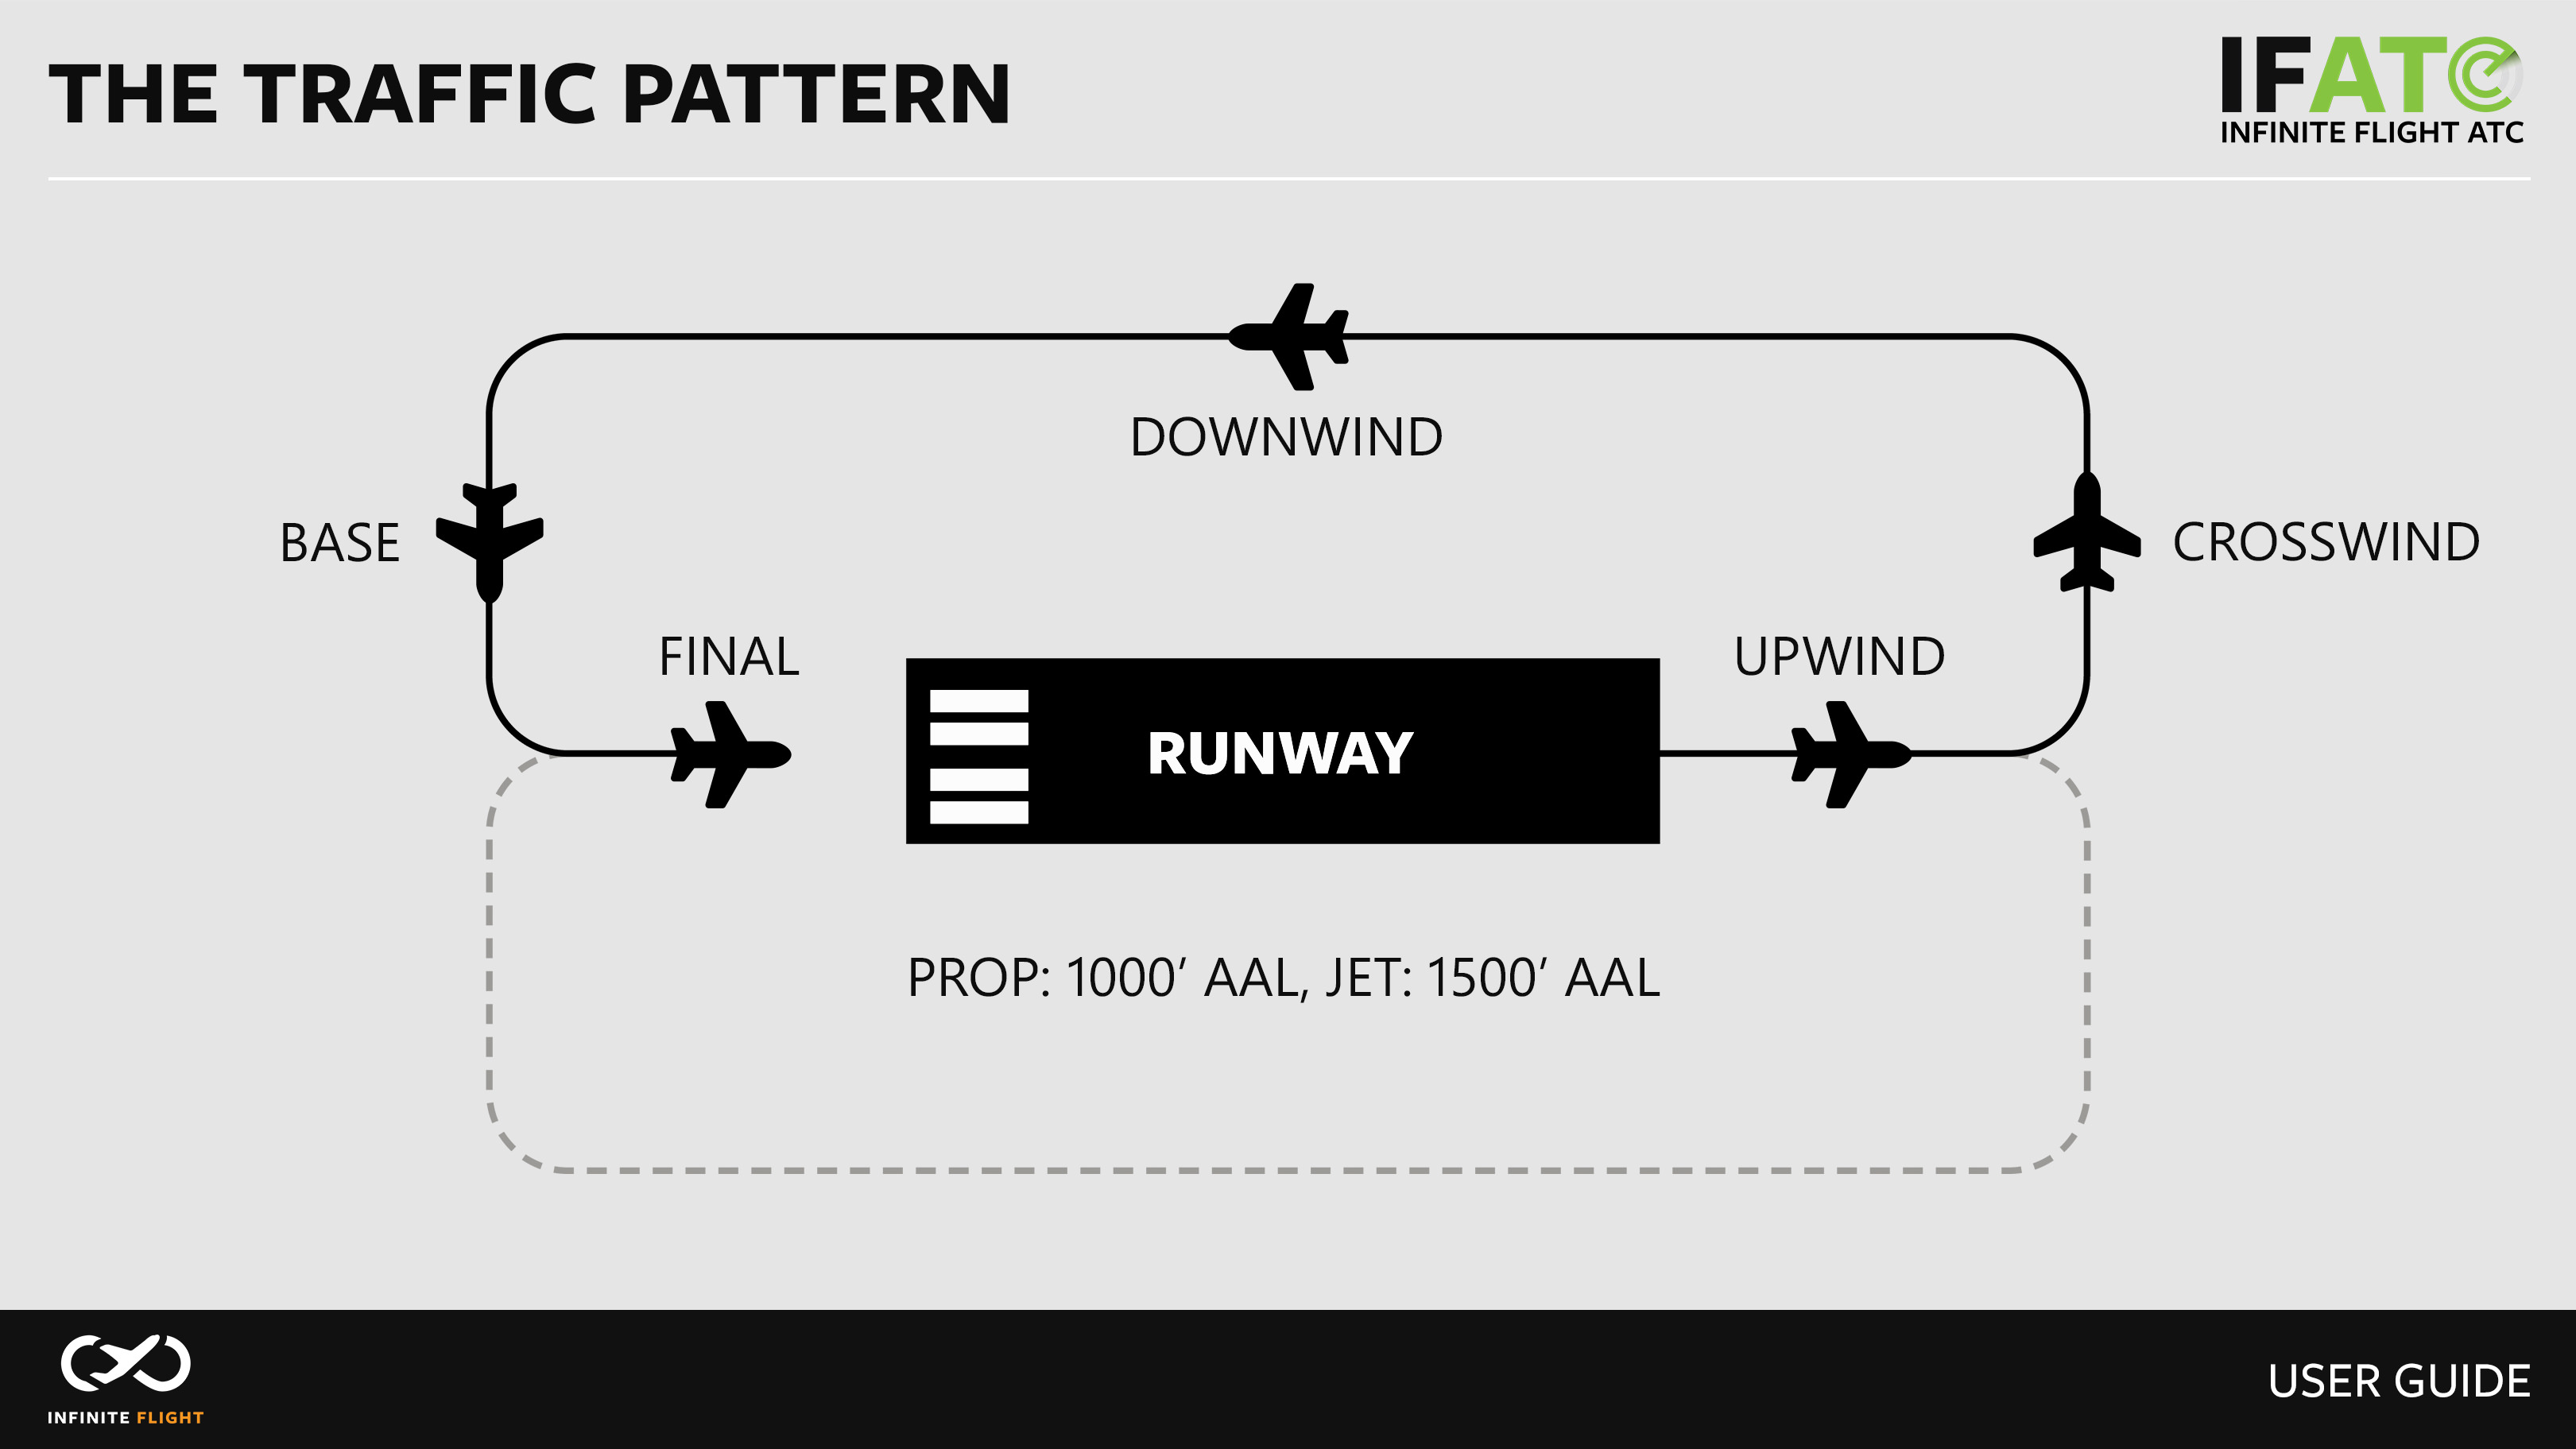 THE TRAFFIC PATTERN
IFATC
INFINITE FLIGHT ATC
DOWNWIND
BASE
CROSSWIND
FINAL
UPWIND
RUNWAY
PROP: 1000’ AAL, JET: 1500’ AAL
INFINITE FLIGHT
USER GUIDE